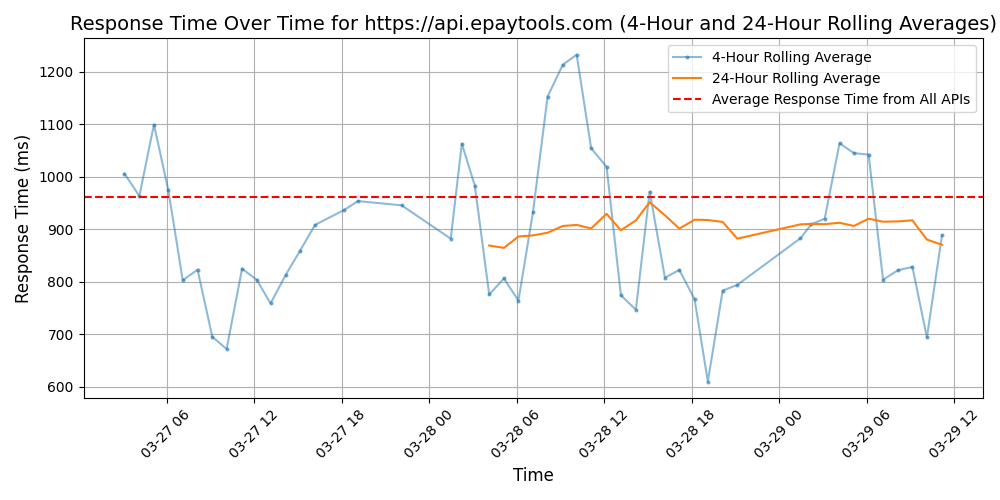 Response Time Over Time for https://api.epaytools.com (4-Hour and 24-Hour Rolling Averages)
4-Hour Rolling Average
24-Hour Rolling Average
Average Response Time from All APIs
Response Time (ms)
1200
1100
1000
900
800
700
600
03-27 06
03-27 12
03-27 18
03-28 00
03-28 06
03-28 12
03-28 18
03-29 00
03-29 06
03-29 12
Time